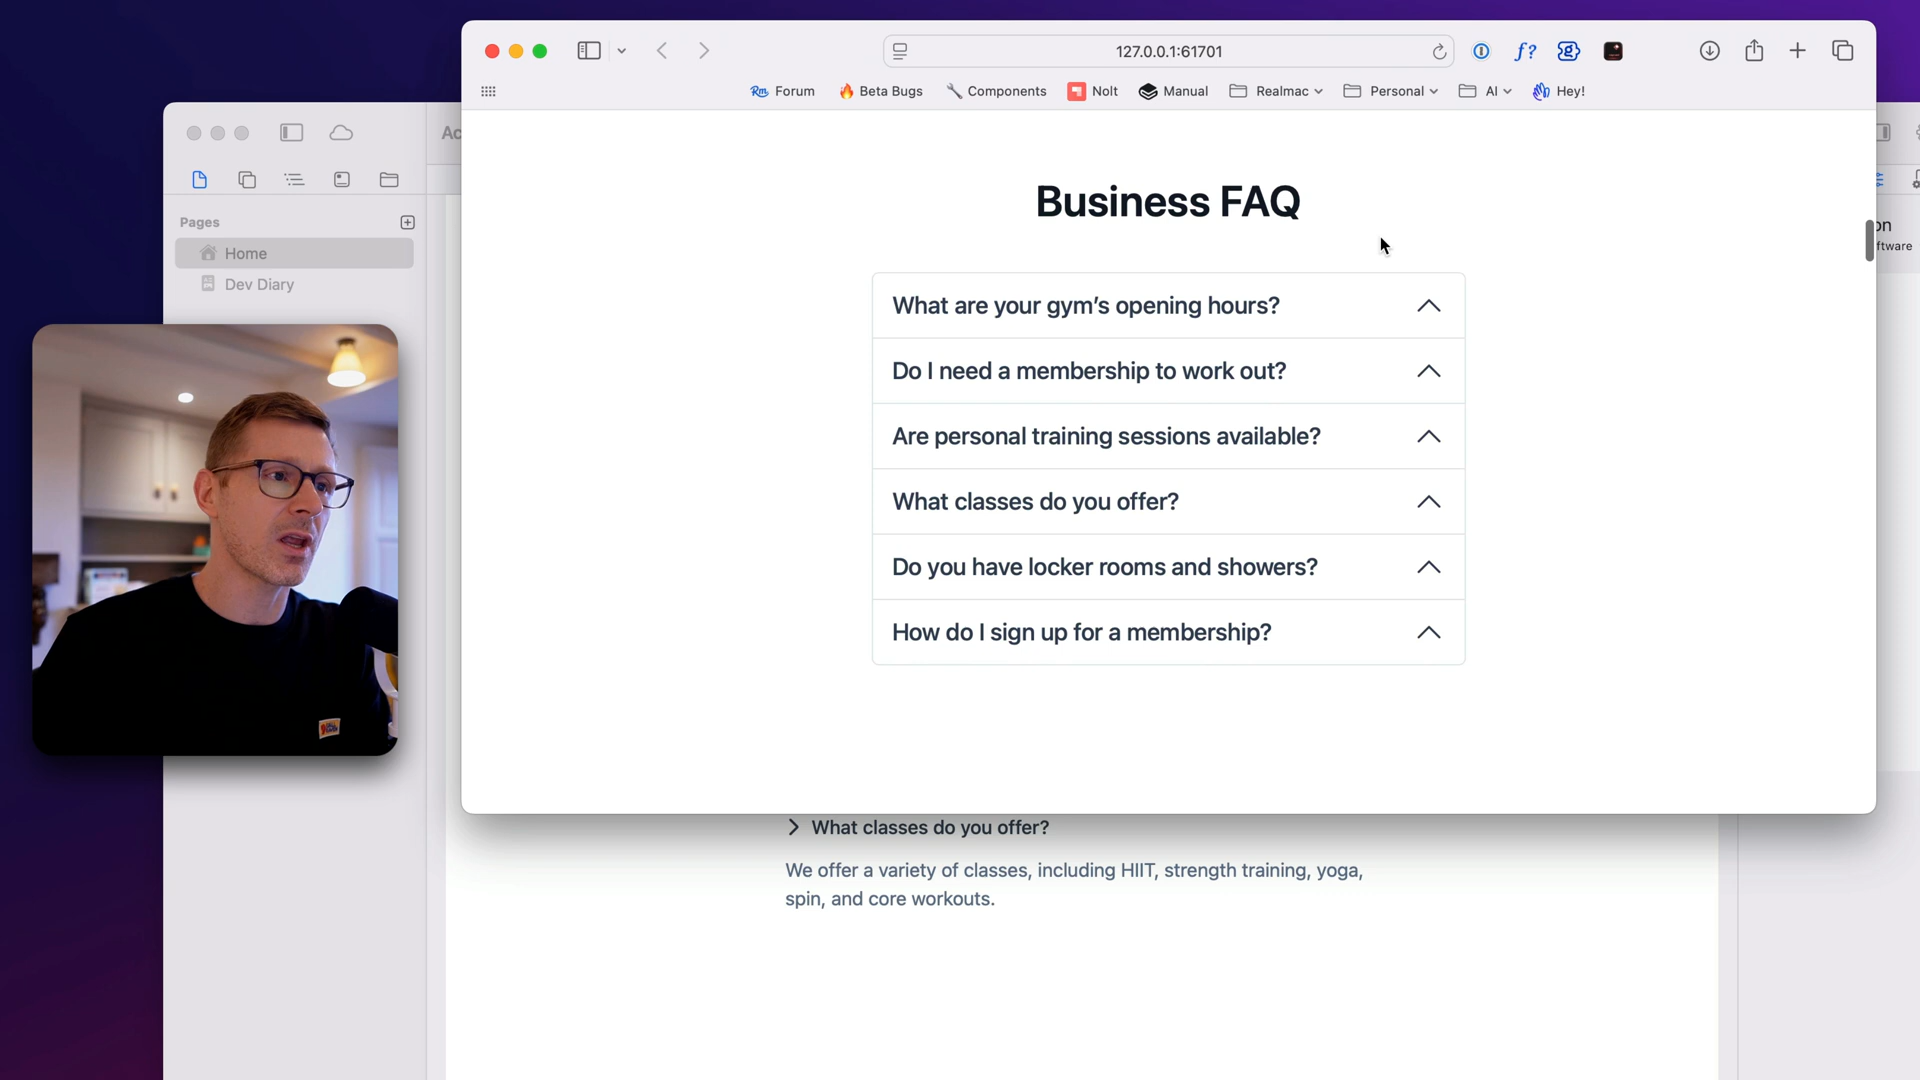 127.0.0.1:61701
Forum
Beta Bugs
Components
Nolt
Manual
Realmac
Personal
AI
Hey!
Ac
Pages
Home
Dev Diary
on
ftware
Business FAQ
What are your gym’s opening hours?
Do I need a membership to work out?
Are personal training sessions available?
What classes do you offer?
Do you have locker rooms and showers?
How do I sign up for a membership?
What classes do you offer?
We offer a variety of classes, including HIIT, strength training, yoga,
spin, and core workouts.